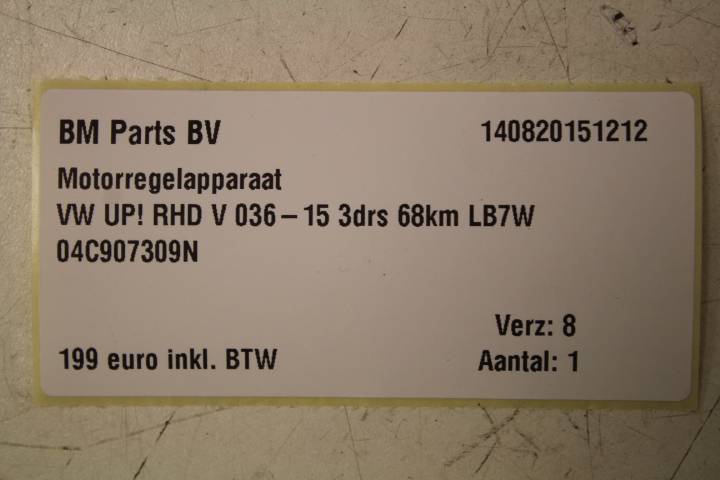 BM Parts BV 140820151212
Motorregelapparaat
VW UP! RHD V 036-15 3drs 68km LB7W
04C907309N
Verz: 8
199 euro inkl. BTW Aantal: 1